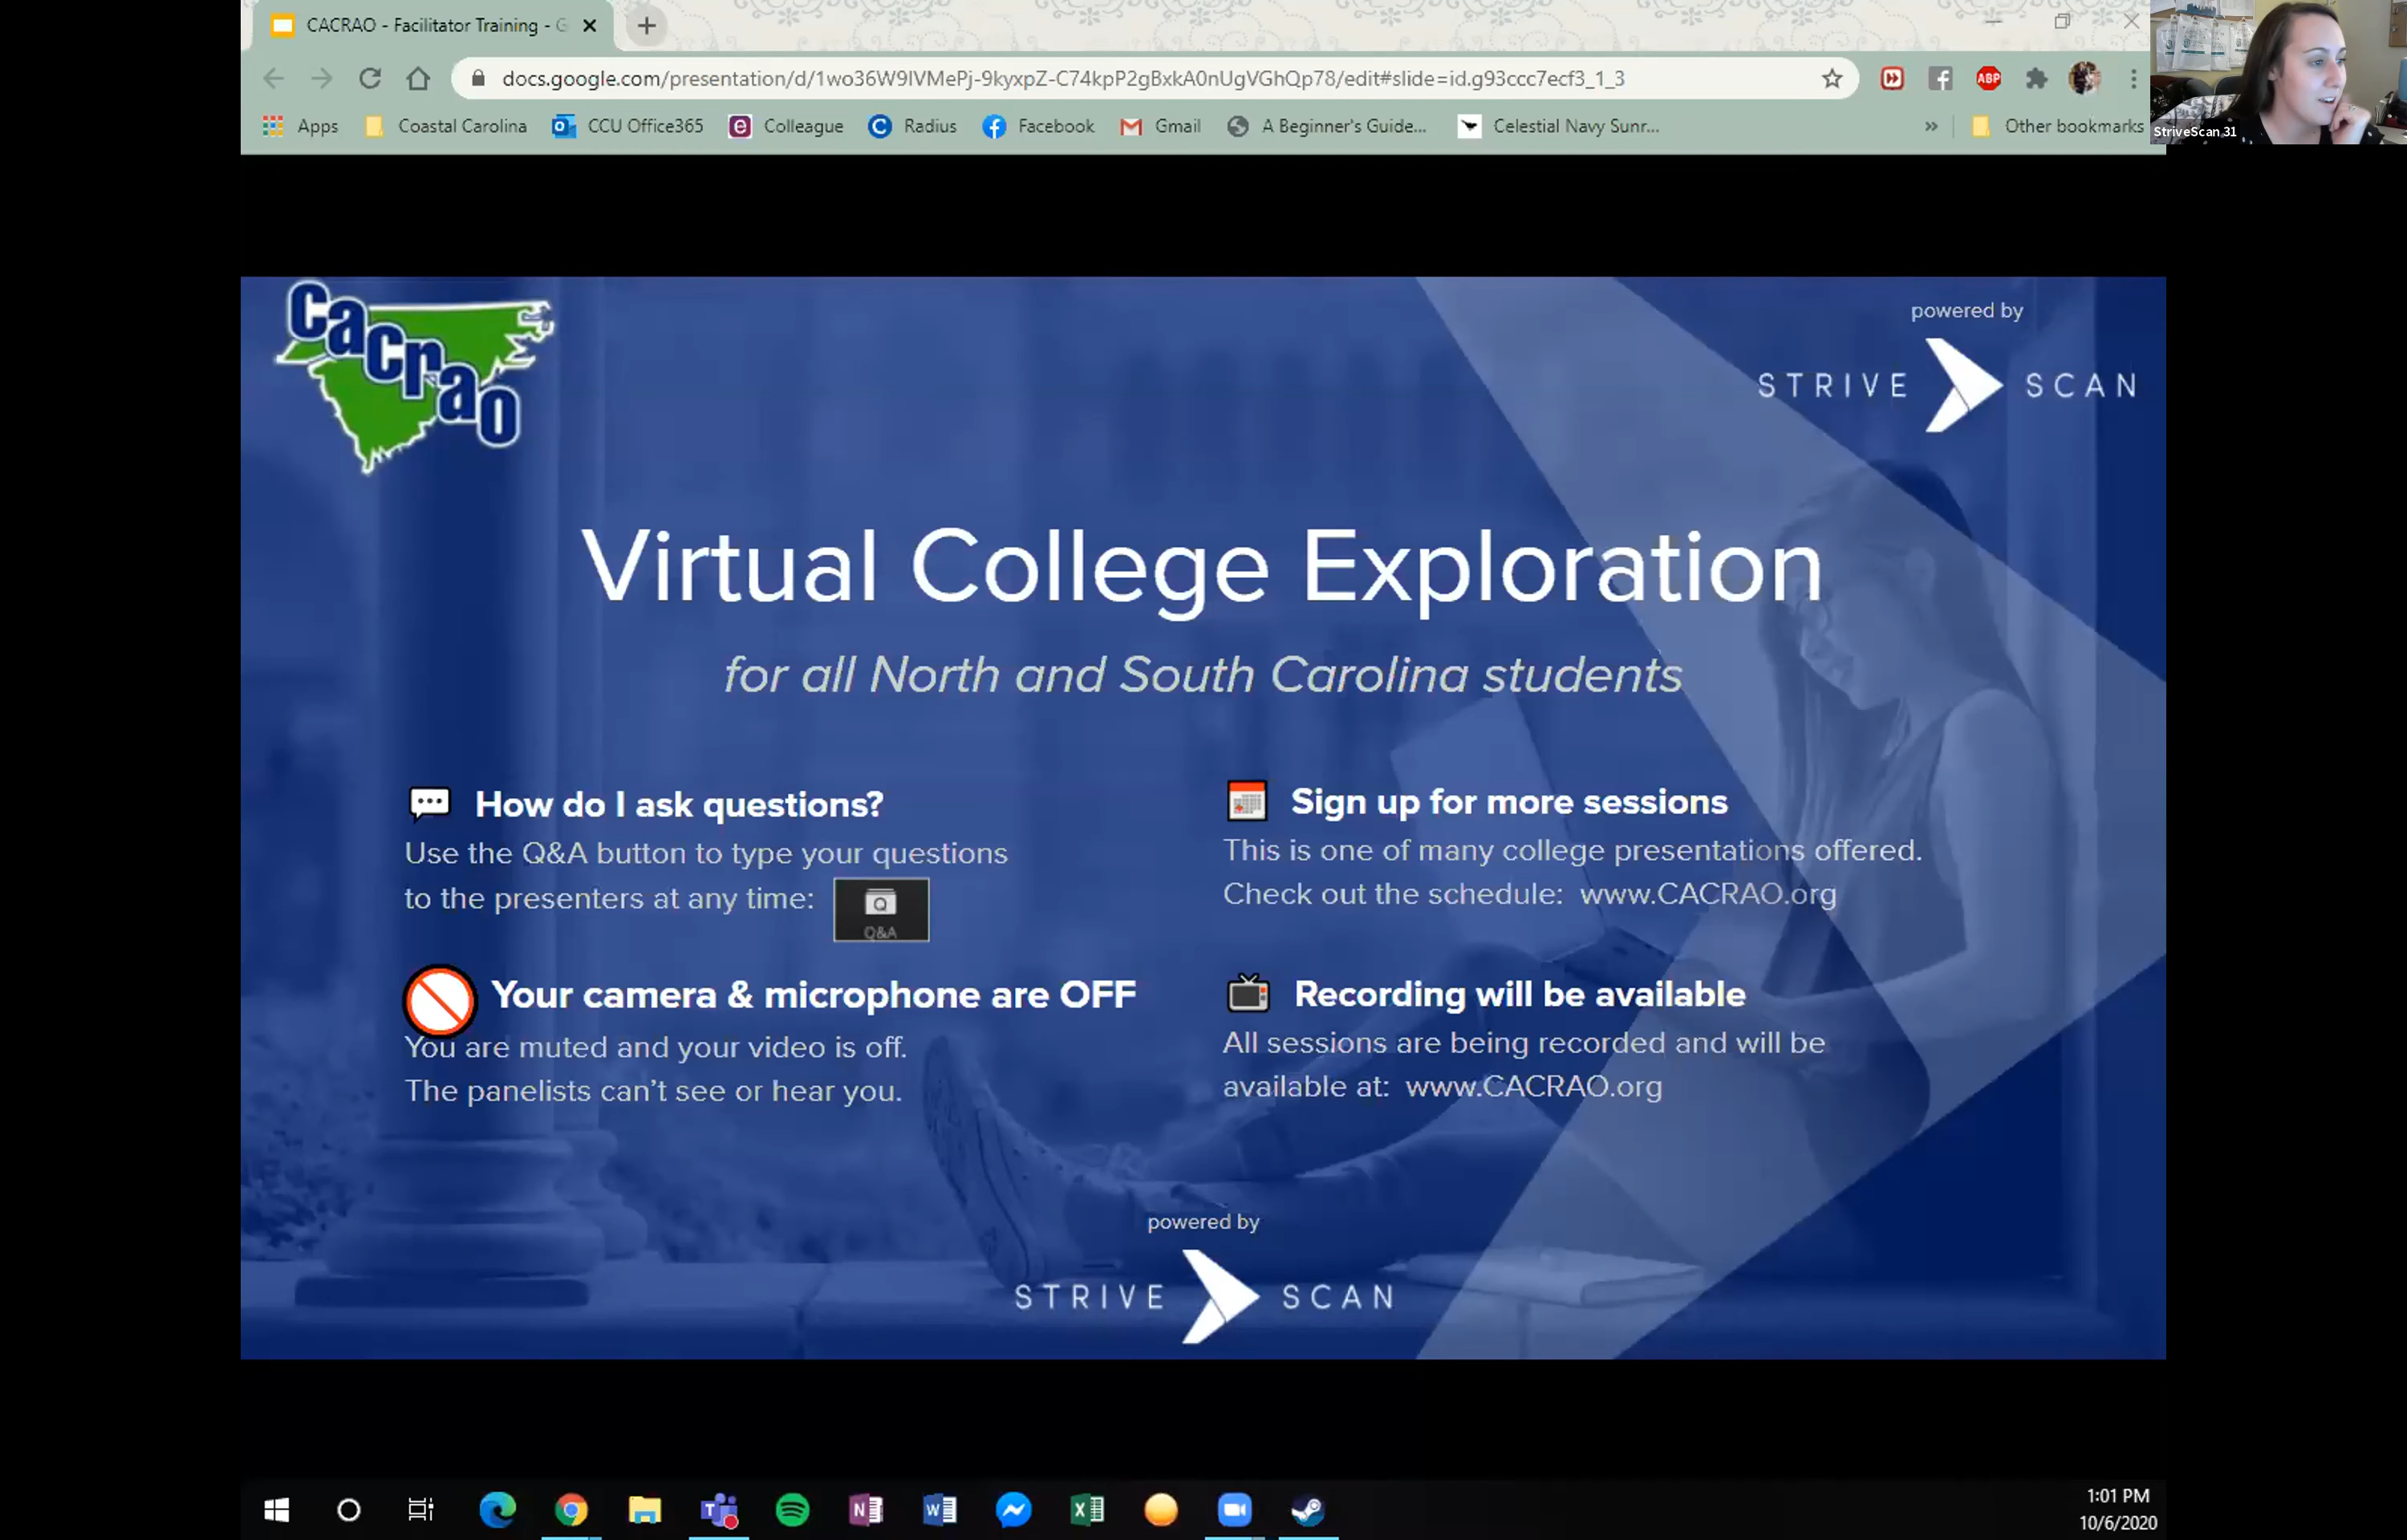 CACRAO - Facilitator Training - G
docs.google.com/presentation/d/1wo36W9IVMePj-9kyxpZ-C74kpP2gBxkA0nUgVGhQp78/edit#slide=id.g93ccc7ecf3_1_3
ABP
Apps
Coastal Carolina
CCU Office365
Colleague
Radius
Facebook
Gmail
A Beginner's Guide...
Celestial Navy Sunr...
Other bookmarks
StriveScan 31
Cacrao
powered by
STRIVE SCAN
Virtual College Exploration
for all North and South Carolina students
How do I ask questions?
Use the Q&A button to type your questions
to the presenters at any time:
Q&A
Sign up for more sessions
This is one of many college presentations offered.
Check out the schedule: www.CACRAO.org
Your camera & microphone are OFF
You are muted and your video is off.
The panelists can't see or hear you.
Recording will be available
All sessions are being recorded and will be
available at: www.CACRAO.org
powered by
STRIVE SCAN
1:01 PM
10/6/2020